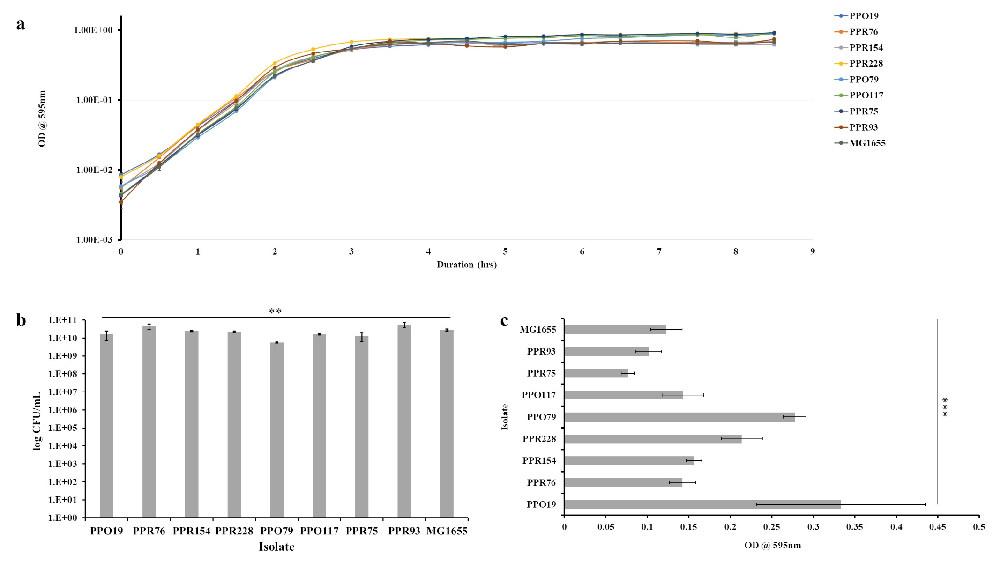 a
1.00E+00
1.00E-01
1.00E-02
1.00E-03
OD @ 595nm
0 1 2 3 4 5 6 7 8 9
Duration (hrs)
PPO19
PPR76
PPR154
PPR228
PPO79
PPO117
PPR75
PPR93
MG1655
b
**
1.E+11
1.E+10
1.E+09
1.E+08
1.E+07
1.E+06
1.E+05
1.E+04
1.E+03
1.E+02
1.E+01
1.E+00
log CFU/mL
PPO19 PPR76 PPR154 PPR228 PPO79 PPO117 PPR75 PPR93 MG1655
Isolate
c
MG1655
PPR93
PPR75
PPO117
PPO79
PPR228
PPR154
PPR76
PPO19
Isolate
***
0 0.05 0.1 0.15 0.2 0.25 0.3 0.35 0.4 0.45 0.5
OD @ 595nm